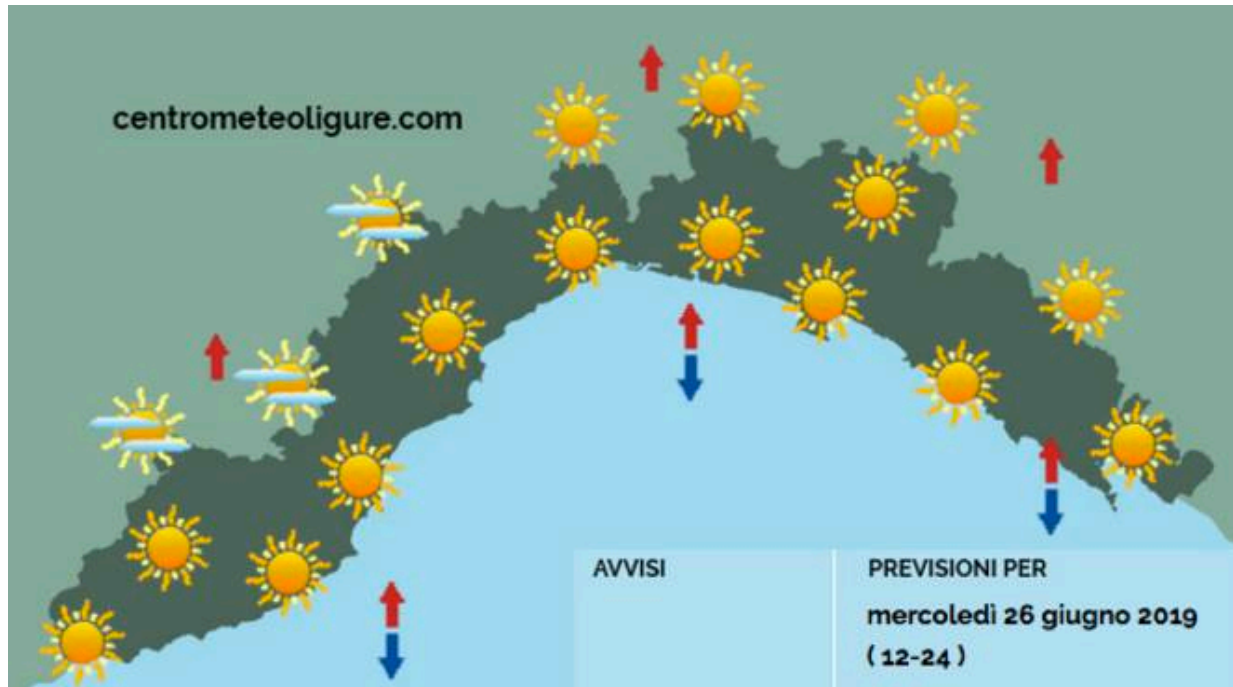 centrometeoligure.com
AVVISI
PREVISIONI PER
mercoledì 26 giugno 2019
( 12-24 )